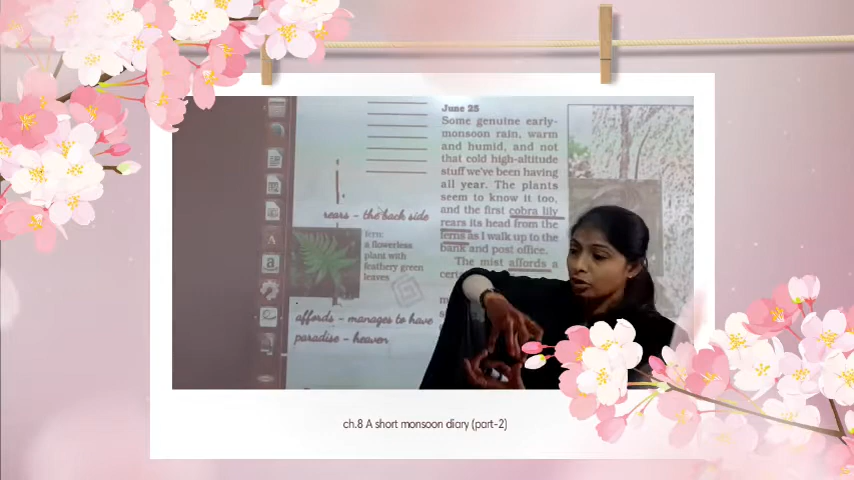 June 25
Some genuine early-
monsoon rain, warm
and humid, and not
that cold high-altitude
stuff we've been having
all year. The plants
seem to know it too,
and the first cobra lily
rears its head from the
ferns as I walk up to the
bank and post office.
The mist affords a
rears - the back side
fern:
a flowerless
plant with
feathery green
leaves
affords - manages to have
paradise - heaven
ch.8 A short monsoon diary (part-2)